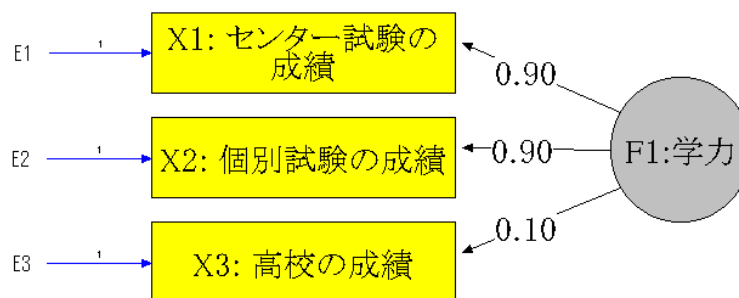 E1
1
X1: センター試験の
成績
0.90
E2
1
X2: 個別試験の成績
0.90
F1:学力
0.10
E3
1
X3: 高校の成績